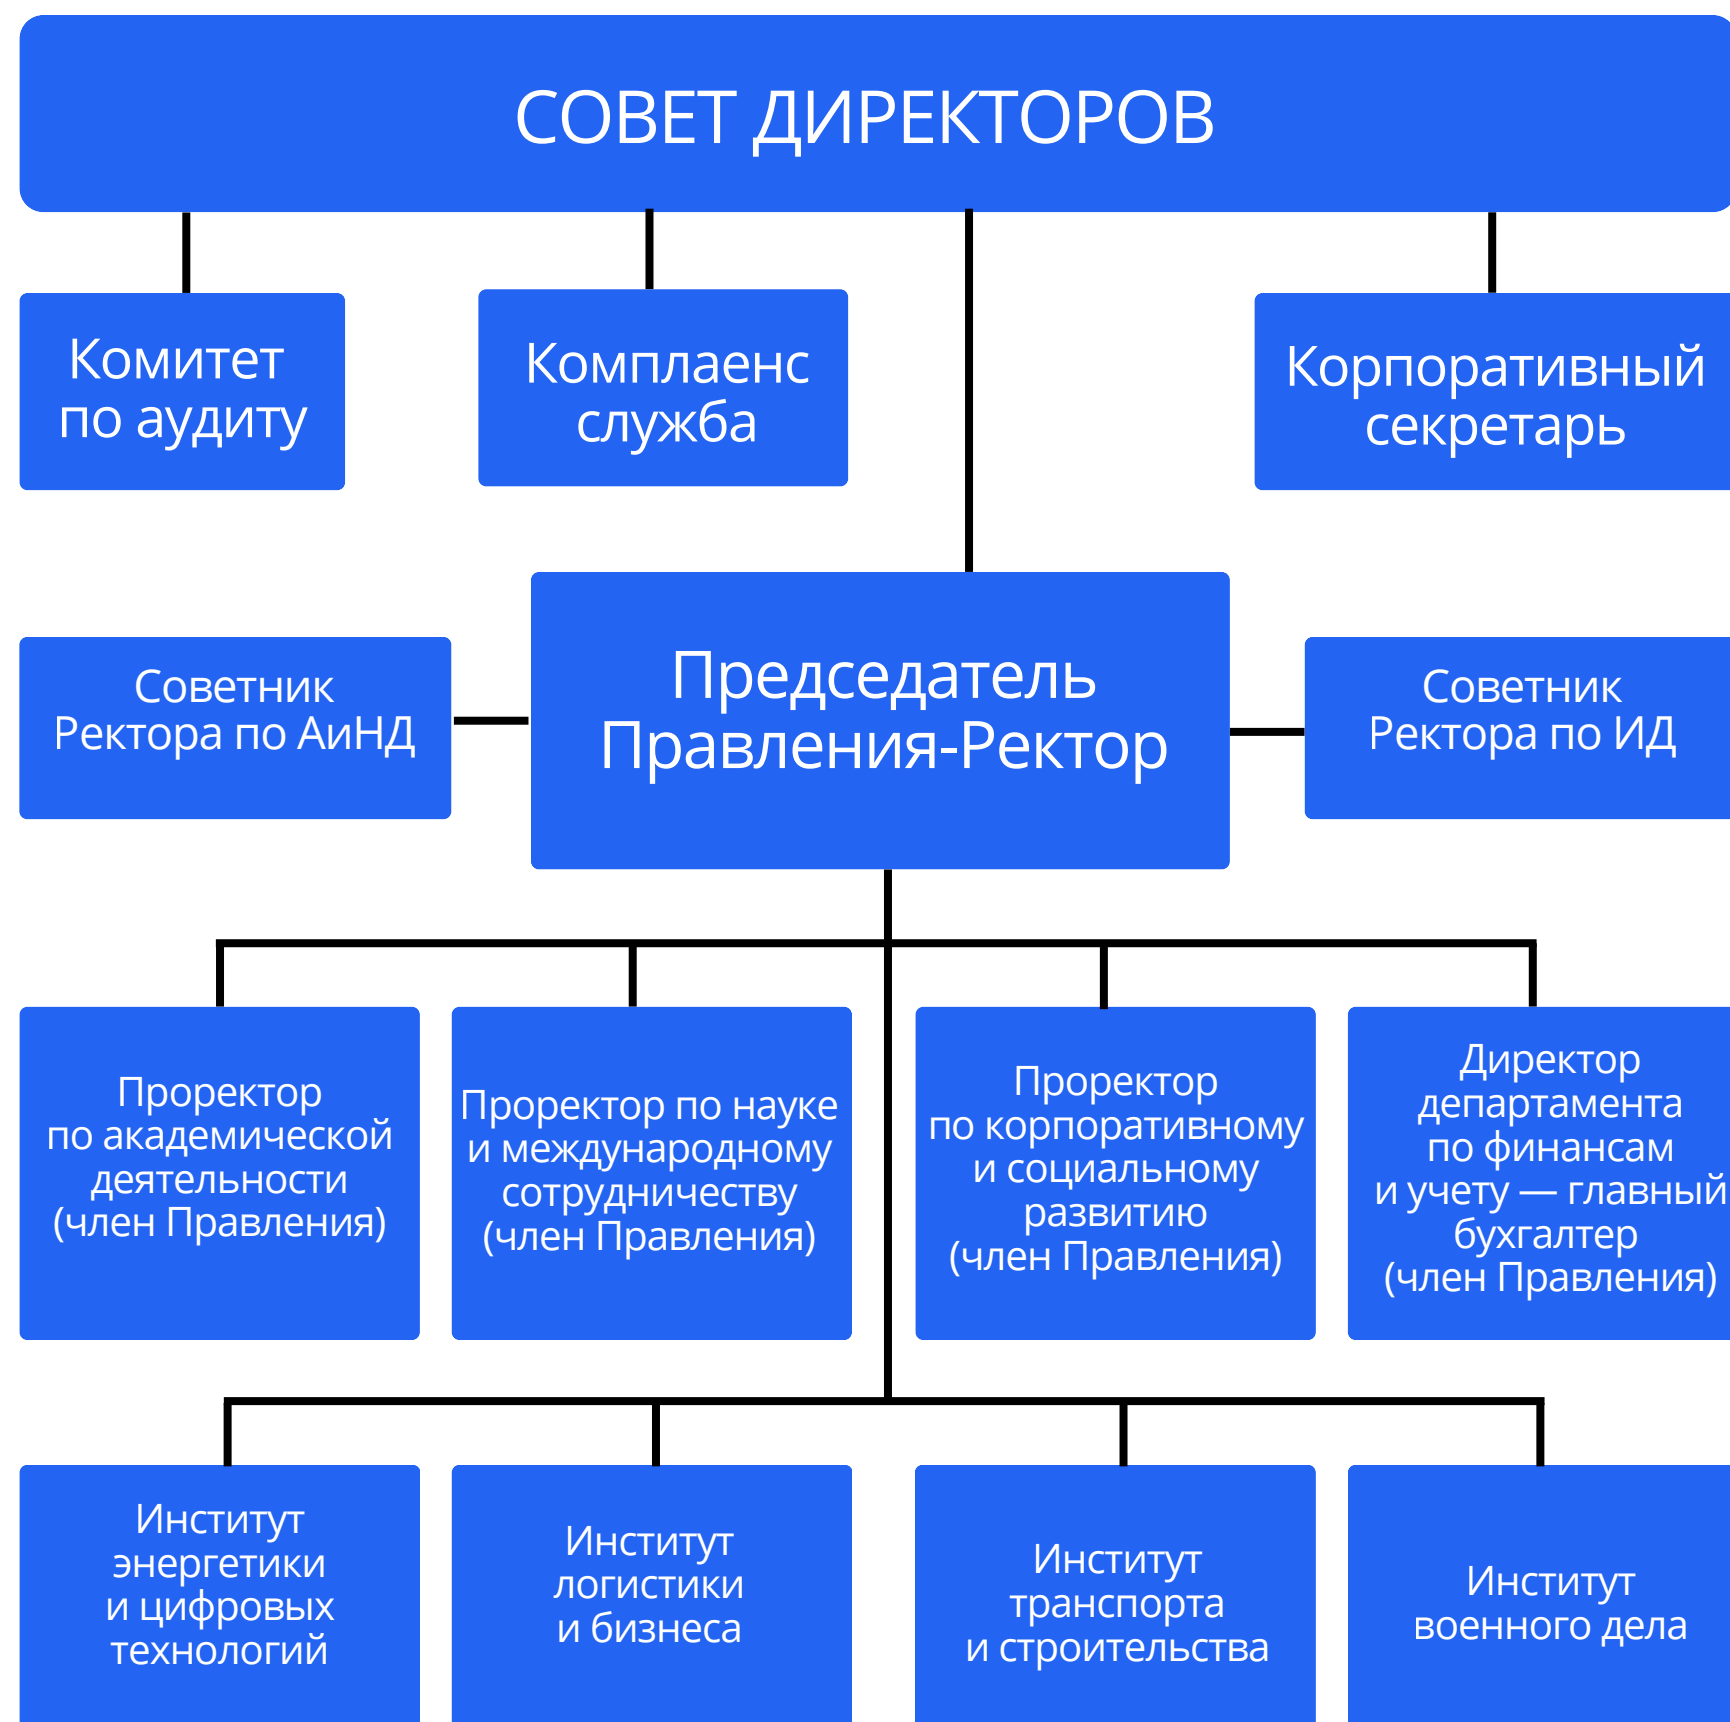 СОВЕТ ДИРЕКТОРОВ
Комитет
по аудиту
Комплаенс
служба
Корпоративный
секретарь
Советник
Ректора по АиНД
Председатель
Правления-Ректор
Советник
Ректора по ИД
Проректор
по академической
деятельности
(член Правления)
Проректор по науке
и международному
сотрудничеству
(член Правления)
Проректор
по корпоративному
и социальному
развитию
(член Правления)
Директор
департамента
по финансам
и учету — главный
бухгалтер
(член Правления)
Институт
энергетики
и цифровых
технологий
Институт
логистики
и бизнеса
Институт
транспорта
и строительства
Институт
военного дела